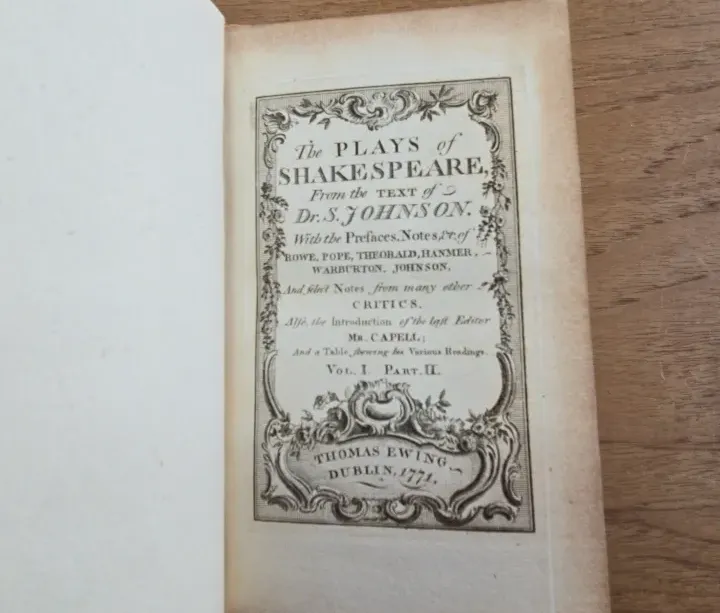 The PLAYS of
SHAKESPEARE,
From the TEXT of
Dr. S. JOHNSON.
With the Prefaces, Notes, &c. of
ROWE, POPE, THEOBALD, HANMER,
WARBURTON, JOHNSON,
And select Notes from many other
CRITICS.
Also, the Introduction of the last Editor
MR. CAPELL;
And a Table, shewing his Various Readings.
VOL. I. PART. II.
THOMAS EWING
DUBLIN, 1771.